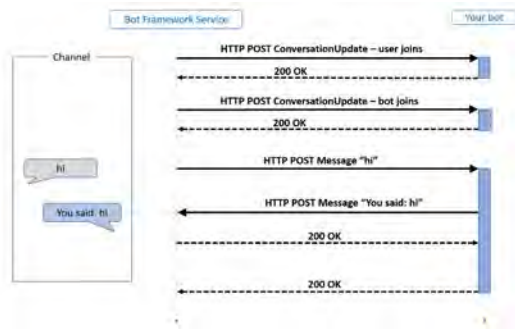 Bot Framework Service
Your bot
Channel
HTTP POST ConversationUpdate – user joins
200 OK
HTTP POST ConversationUpdate – bot joins
200 OK
hi
HTTP POST Message “hi”
You said: hi
HTTP POST Message “You said: hi”
200 OK
200 OK